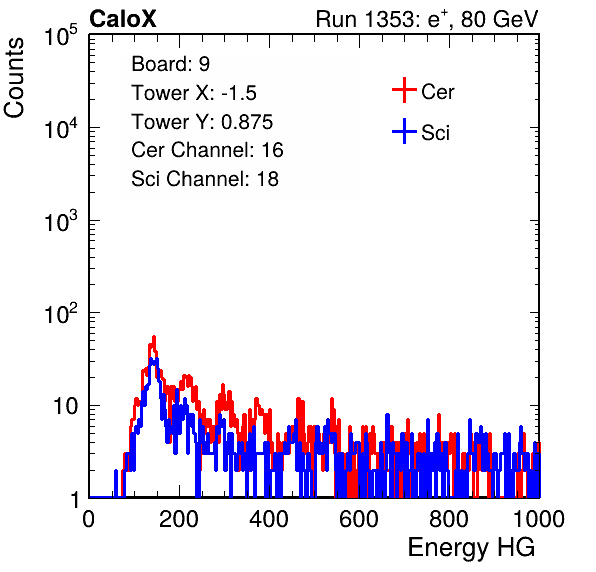 CaloX Run 1353: e⁺, 80 GeV
Counts
Board: 9
Tower X: -1.5
Tower Y: 0.875
Cer Channel: 16
Sci Channel: 18
Cer
Sci
10⁵
10⁴
10³
10²
10
1
0 200 400 600 800 1000
Energy HG